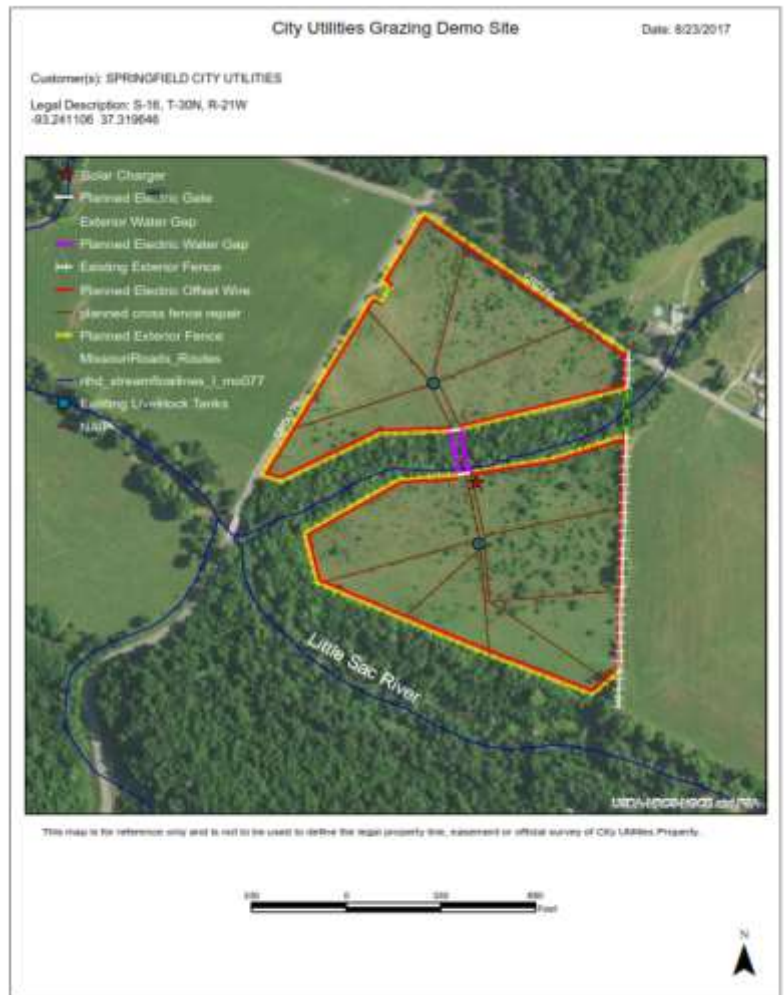 City Utilities Grazing Demo Site
Date: 8/23/2017
Customer(s): SPRINGFIELD CITY UTILITIES
Legal Description: S-16, T-30N, R-21W
-93.241106 37.319646
Solar Charger
Planned Electric Gate
Exterior Water Gap
Planned Electric Water Gap
Existing Exterior Fence
Planned Electric Offset Wire
planned cross fence repair
Planned Exterior Fence
MissouriRoads_Routes
nhd_streamflowlines_l_mo077
Existing Livestock Tanks
NAIP
Little Sac River
This map is for reference only and is not to be used to define the legal property line, easement or official survey of City Utilities Property.
0
Feet
N